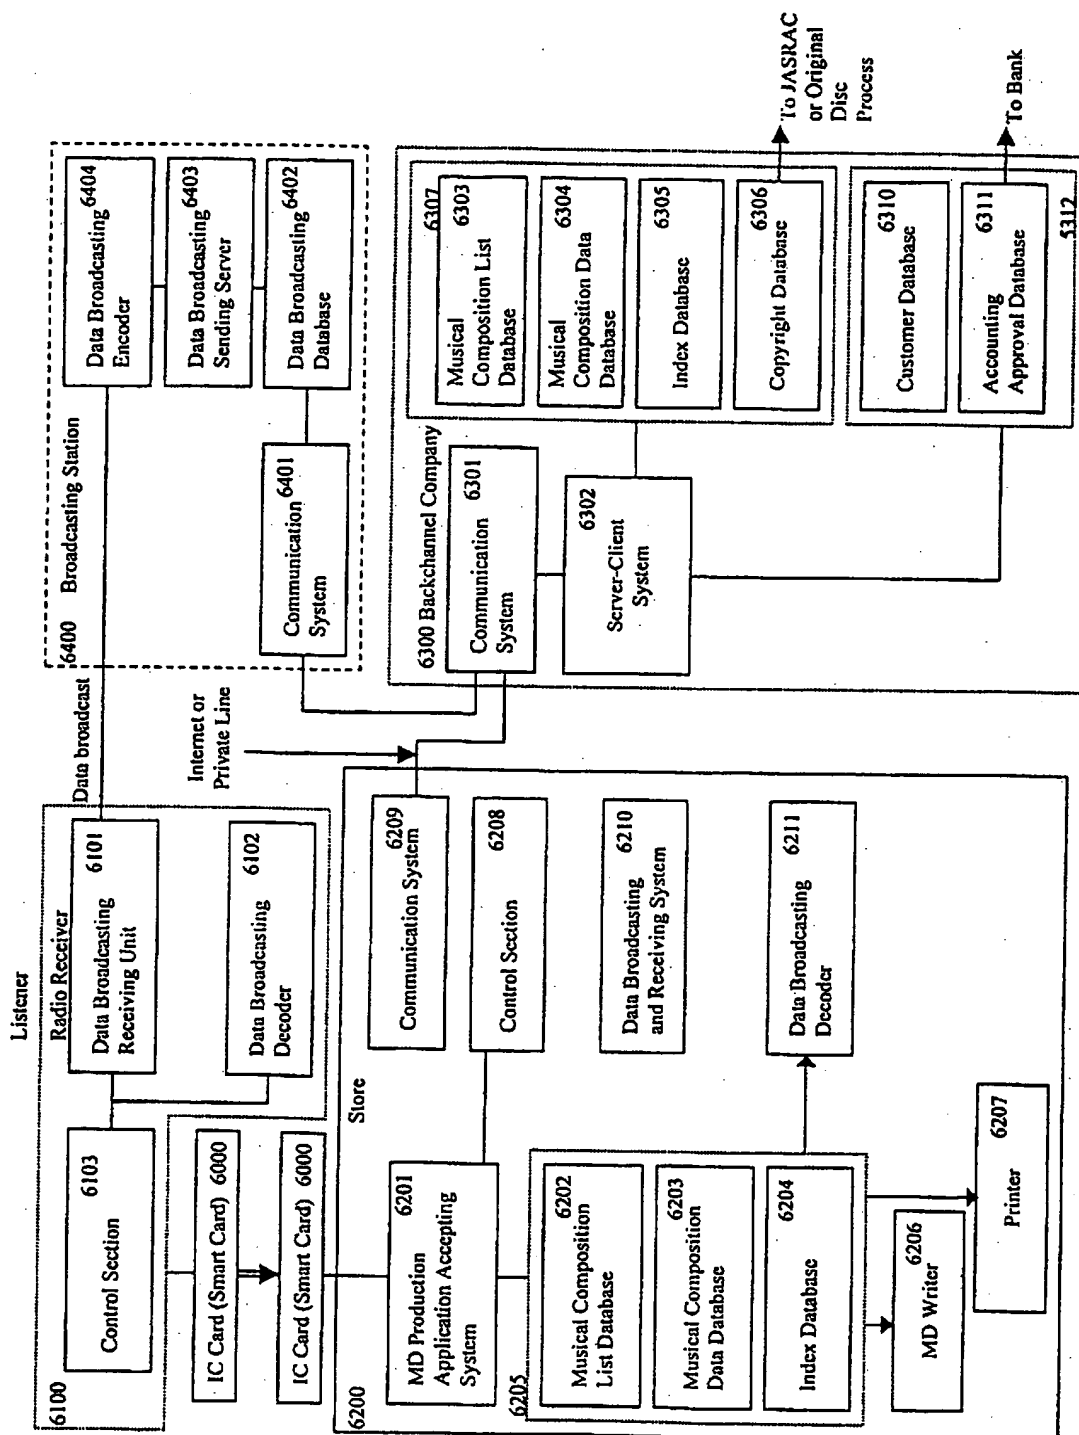 Listener
6100
Radio Receiver
Control Section
6103
Data Broadcasting
Receiving Unit
6101
Data Broadcasting
Decoder
6102
Data broadcast
6400
Broadcasting Station
Data Broadcasting
Encoder
6404
Data Broadcasting
Sending Server
6403
Data Broadcasting
Database
6402
Communication
System
6401
IC Card (Smart Card) 6000
IC Card (Smart Card) 6000
Internet or
Private Line
6200
Store
MD Production
Application Accepting
System
6201
Communication System
6209
Control Section
6208
Data Broadcasting
and Receiving System
6210
Data Broadcasting
Decoder
6211
6205
Musical Composition
List Database
6202
Musical Composition
Data Database
6203
Index Database
6204
MD Writer
6206
Printer
6207
6300 Backchannel Company
Communication
System
6301
Server-Client
System
6302
6307
Musical
Composition List
Database
6303
Musical
Composition Data
Database
6304
Index Database
6305
Copyright Database
6306
To JASRAC
or Original
Disc
Process
Customer Database
6310
Accounting
Approval Database
6311
5312
To Bank